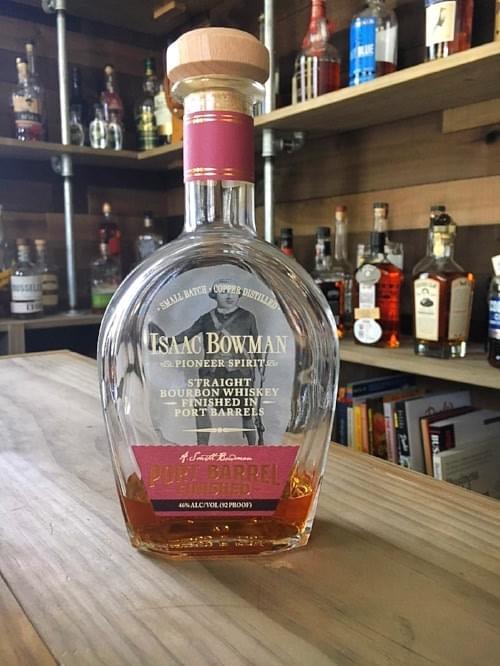 BLUE
SMALL BATCH · COPPER DISTILLED
ISAAC BOWMAN
PIONEER SPIRIT
STRAIGHT
BOURBON WHISKEY
FINISHED IN
PORT BARRELS
A. Smith Bowman
PORT BARREL
FINISHED
46% ALC/VOL (92 PROOF)